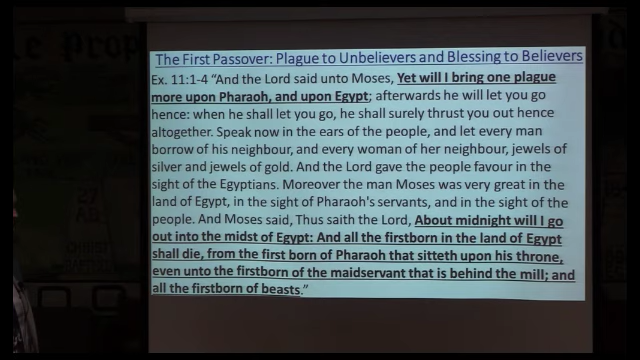 The First Passover: Plague to Unbelievers and Blessing to Believers
Ex. 11:1-4 “And the Lord said unto Moses, Yet will I bring one plague
more upon Pharaoh, and upon Egypt; afterwards he will let you go
hence: when he shall let you go, he shall surely thrust you out hence
altogether. Speak now in the ears of the people, and let every man
borrow of his neighbour, and every woman of her neighbour, jewels of
silver and jewels of gold. And the Lord gave the people favour in the
sight of the Egyptians. Moreover the man Moses was very great in the
land of Egypt, in the sight of Pharaoh's servants, and in the sight of the
people. And Moses said, Thus saith the Lord, About midnight will I go
out into the midst of Egypt: And all the firstborn in the land of Egypt
shall die, from the first born of Pharaoh that sitteth upon his throne,
even unto the firstborn of the maidservant that is behind the mill; and
all the firstborn of beasts.”